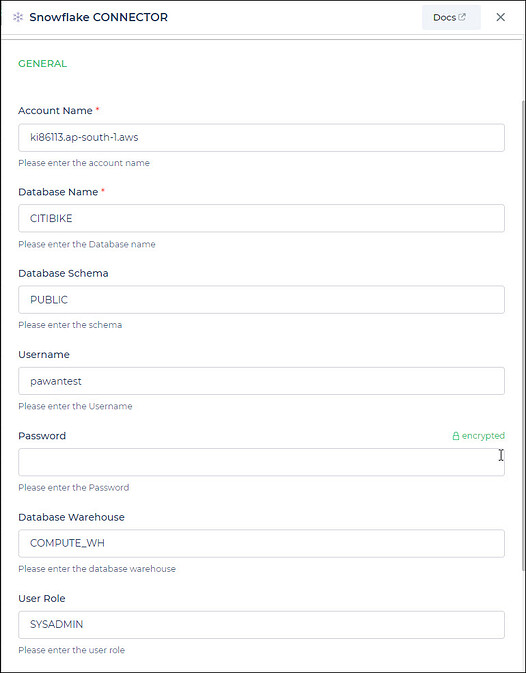 Snowflake CONNECTOR
Docs
GENERAL
Account Name *
ki86113.ap-south-1.aws
Please enter the account name
Database Name *
CITIBIKE
Please enter the Database name
Database Schema
PUBLIC
Please enter the schema
Username
pawantest
Please enter the Username
Password
encrypted
Please enter the Password
Database Warehouse
COMPUTE_WH
Please enter the database warehouse
User Role
SYSADMIN
Please enter the user role